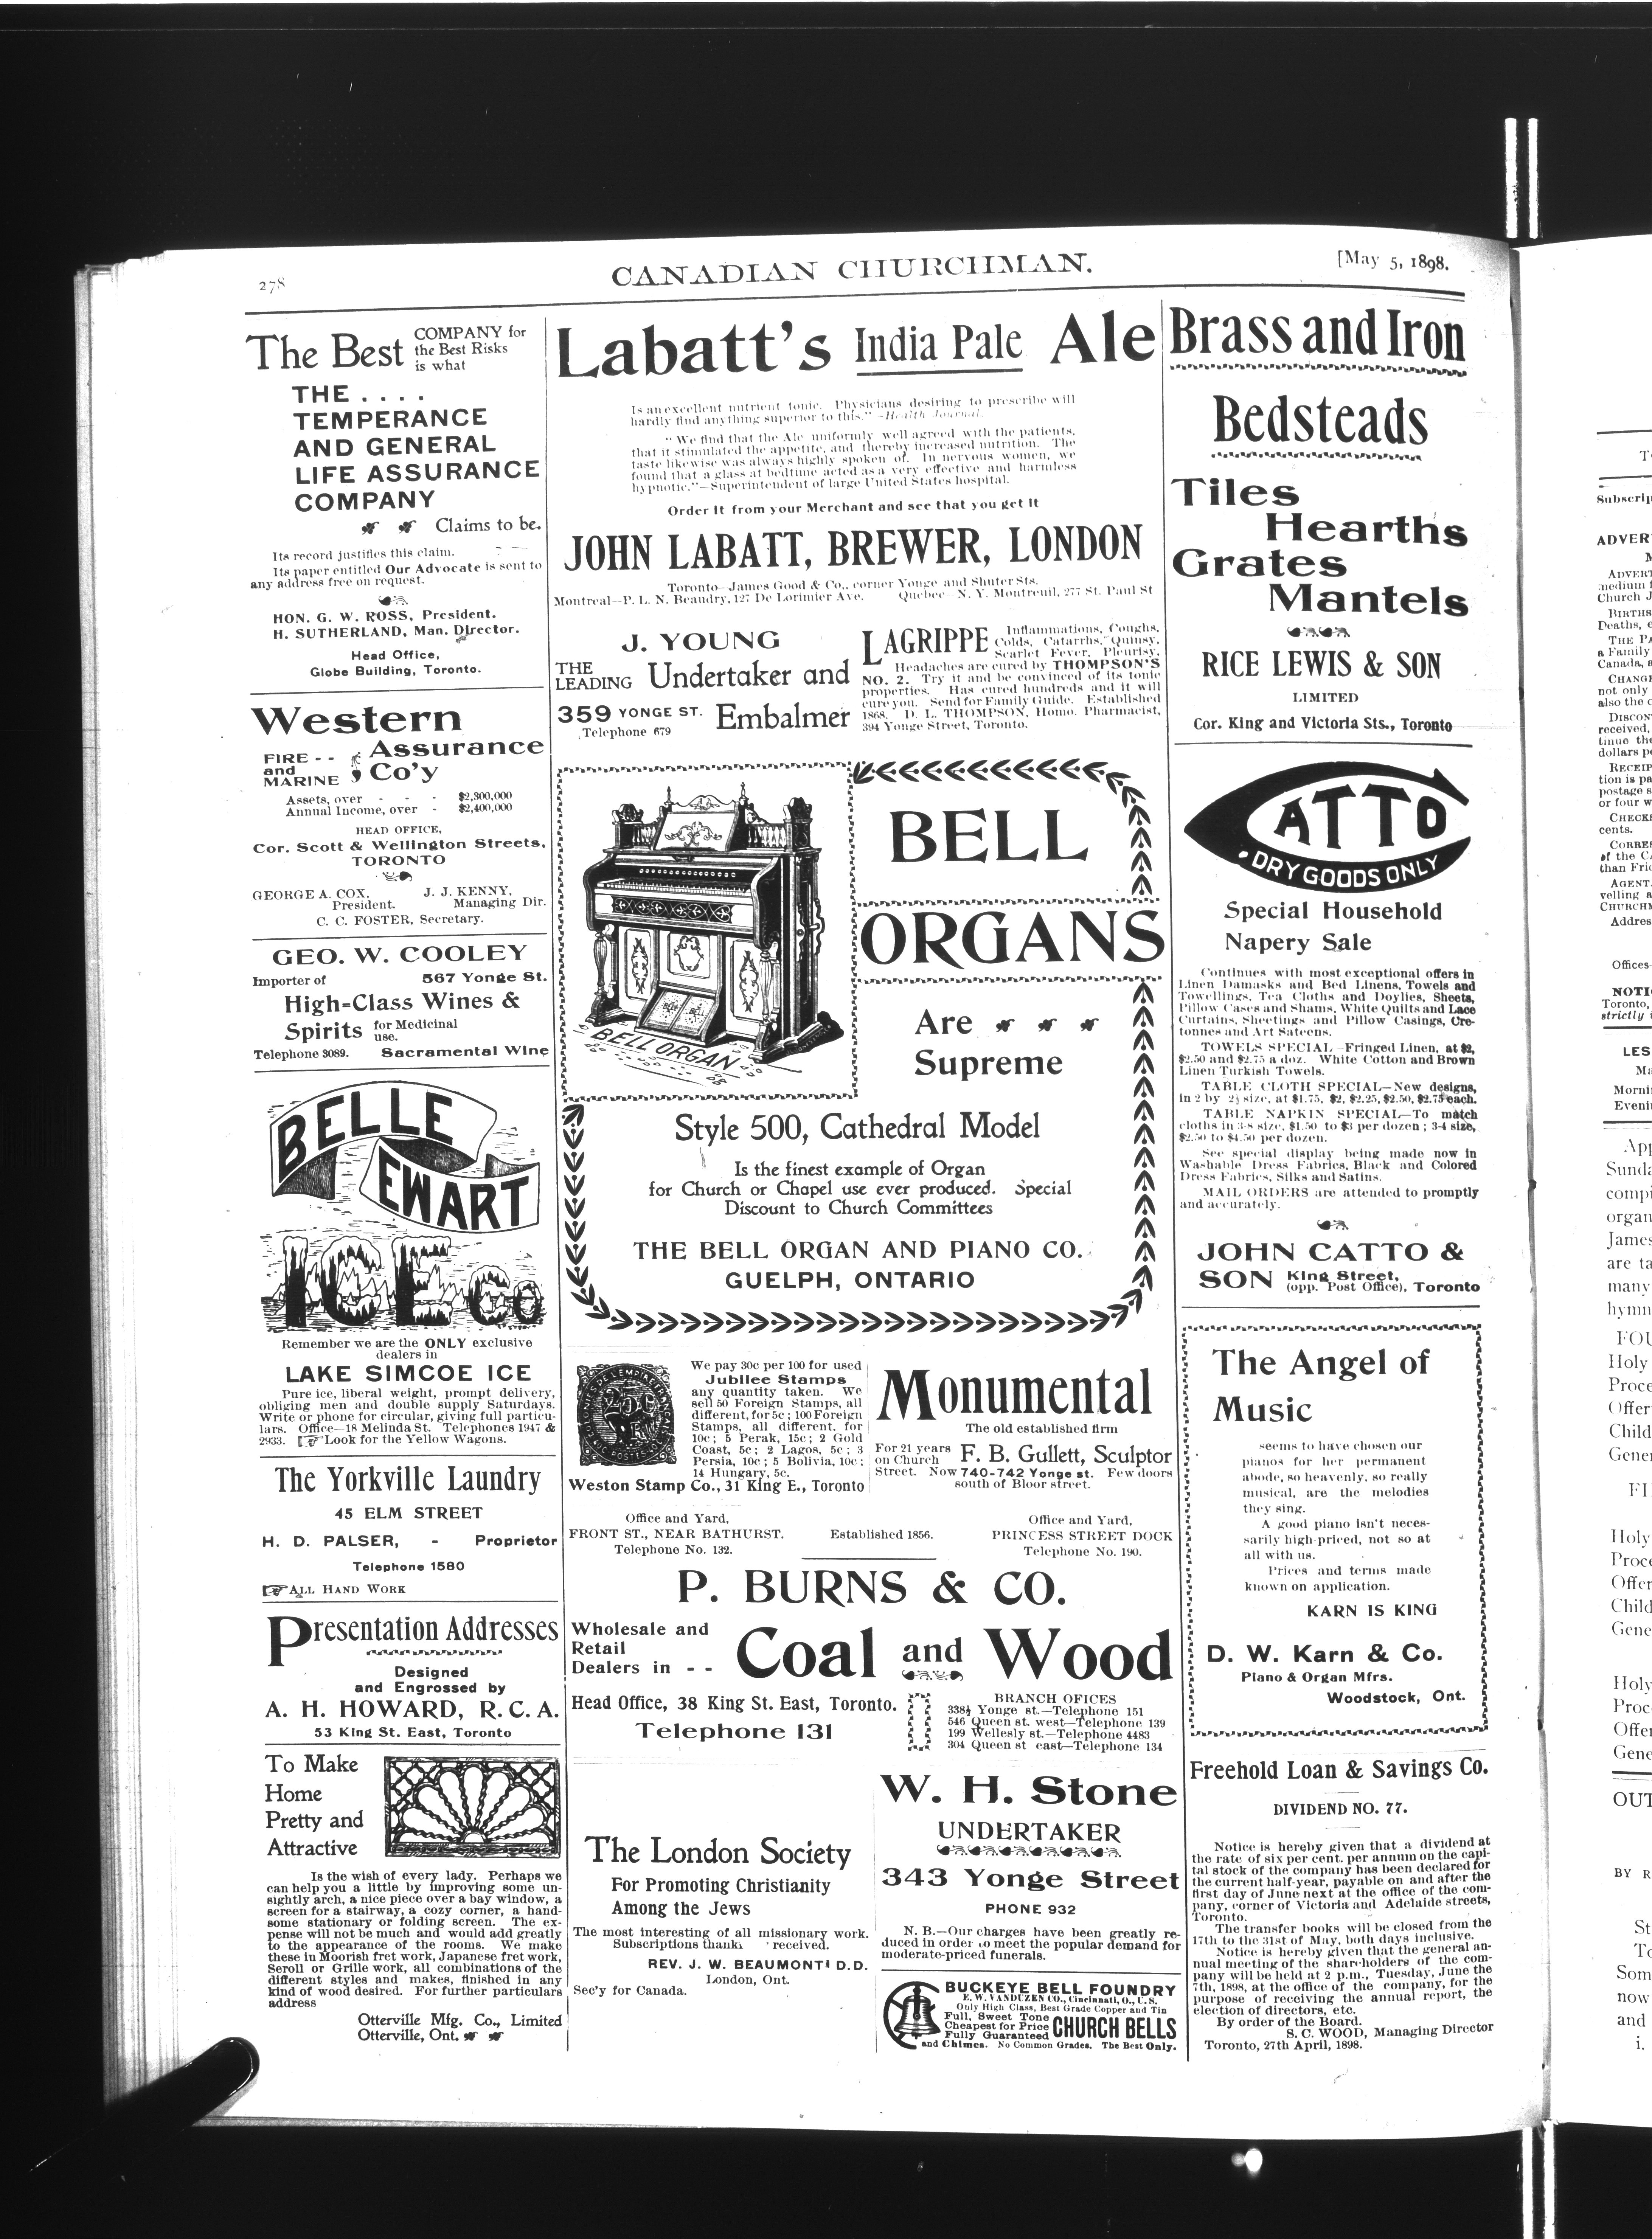 278
CANADIAN CHURCHMAN.
[May 5, 1898.
The Best
COMPANY for
the Best Risks
is what
THE . . . .
TEMPERANCE
AND GENERAL
LIFE ASSURANCE
COMPANY
Claims to be.
Its record justifies this claim.
Its paper entitled Our Advocate is sent to
any address free on request.
HON. G. W. ROSS, President.
H. SUTHERLAND, Man. Director.
Head Office,
Globe Building, Toronto.
Western
FIRE - -
and
MARINE
Assurance
Co'y
Assets, over - - - $2,300,000
Annual Income, over - $2,400,000
HEAD OFFICE,
Cor. Scott & Wellington Streets,
TORONTO
GEORGE A. COX,
President.
J. J. KENNY,
Managing Dir.
C. C. FOSTER, Secretary.
GEO. W. COOLEY
Importer of 567 Yonge St.
High-Class Wines &
Spirits for Medicinal
use.
Telephone 3089. Sacramental Wine
BELLE
EWART
ICE Co
Remember we are the ONLY exclusive
dealers in
LAKE SIMCOE ICE
Pure ice, liberal weight, prompt delivery,
obliging men and double supply Saturdays.
Write or phone for circular, giving full particu-
lars. Office—18 Melinda St. Telephones 1947 &
2933. Look for the Yellow Wagons.
The Yorkville Laundry
45 ELM STREET
H. D. PALSER, - Proprietor
Telephone 1580
ALL HAND WORK
Presentation Addresses
Designed
and Engrossed by
A. H. HOWARD, R. C. A.
53 King St. East, Toronto
To Make
Home
Pretty and
Attractive
Is the wish of every lady. Perhaps we
can help you a little by improving some un-
sightly arch, a nice piece over a bay window, a
screen for a stairway, a cozy corner, a hand-
some stationary or folding screen. The ex-
pense will not be much and would add greatly
to the appearance of the rooms. We make
these in Moorish fret work, Japanese fret work,
Seroll or Grille work, all combinations of the
different styles and makes, finished in any
kind of wood desired. For further particulars
address
Otterville Mfg. Co., Limited
Otterville, Ont.
Labatt's India Pale Ale
Is an excellent nutrient tonic. Physicians desiring to prescribe will
hardly find anything superior to this."—Health Journal.
"We find that the Ale uniformly well agreed with the patients,
that it stimulated the appetite, and thereby increased nutrition. The
taste likewise was always highly spoken of. In nervous women, we
found that a glass at bedtime acted as a very effective and harmless
hypnotic."—Superintendent of large United States hospital.
Order it from your Merchant and see that you get it
JOHN LABATT, BREWER, LONDON
Toronto—James Good & Co., corner Yonge and Shuter Sts.
Montreal—P. L. N. Beaudry, 127 De Lorimier Ave. Quebec—N. Y. Montreuil, 277 St. Paul St
J. YOUNG
THE
LEADING Undertaker and
359 YONGE ST. Embalmer
Telephone 679
LAGRIPPE Inflammations, Coughs,
Colds, Catarrhs, Quinsy,
Scarlet Fever, Pleurisy,
Headaches are cured by THOMPSON'S
NO. 2. Try it and be convinced of its tonic
properties. Has cured hundreds and it will
cure you. Send for Family Guide. Established
1868. D. L. THOMPSON, Homo. Pharmacist,
394 Yonge Street, Toronto.
BELL ORGAN
BELL
ORGANS
Are
Supreme
Style 500, Cathedral Model
Is the finest example of Organ
for Church or Chapel use ever produced. Special
Discount to Church Committees
THE BELL ORGAN AND PIANO CO.
GUELPH, ONTARIO
25c
We pay 30c per 100 for used
Jubilee Stamps
any quantity taken. We
sell 50 Foreign Stamps, all
different, for 5c; 100 Foreign
Stamps, all different, for
10c; 5 Perak, 15c; 2 Gold
Coast, 5c; 2 Lagos, 5c; 3
Persia, 10c; 5 Bolivia, 10c;
14 Hungary, 5c.
Weston Stamp Co., 31 King E., Toronto
Monumental
The old established firm
For 21 years
on Church F. B. Gullett, Sculptor
Street. Now 740-742 Yonge st. Few doors
south of Bloor street.
Office and Yard,
FRONT ST., NEAR BATHURST.
Telephone No. 132.
Established 1856.
Office and Yard,
PRINCESS STREET DOCK
Telephone No. 190.
P. BURNS & CO.
Wholesale and
Retail
Dealers in - -
Coal and Wood
Head Office, 38 King St. East, Toronto.
Telephone 131
BRANCH OFICES
338½ Yonge st.—Telephone 151
546 Queen st. west—Telephone 139
199 Wellesly st.—Telephone 4483
304 Queen st east—Telephone 134
The London Society
For Promoting Christianity
Among the Jews
The most interesting of all missionary work.
Subscriptions received.
REV. J. W. BEAUMONT D.D.
London, Ont.
Sec'y for Canada.
W. H. Stone
UNDERTAKER
343 Yonge Street
PHONE 932
N. B.—Our charges have been greatly re-
duced in order to meet the popular demand for
moderate-priced funerals.
BUCKEYE BELL FOUNDRY
E. W. VANDUZEN CO., Cincinnati, O., U.S.
Only High Class, Best Grade Copper and Tin
Full, Sweet Tone
Cheapest for Price
Fully Guaranteed
CHURCH BELLS
and Chimes. No Common Grades. The Best Only.
Brass and Iron
Bedsteads
Tiles
Hearths
Grates
Mantels
RICE LEWIS & SON
LIMITED
Cor. King and Victoria Sts., Toronto
CATTO
DRY GOODS ONLY
Special Household
Napery Sale
Continues with most exceptional offers in
Linen Damasks and Bed Linens, Towels and
Towellings, Tea Cloths and Doylies, Sheets,
Pillow Cases and Shams, White Quilts and Lace
Curtains, Sheetings and Pillow Casings, Cre-
tonnes and Art Sateens.
TOWELS SPECIAL—Fringed Linen, at $2,
$2.50 and $2.75 a doz. White Cotton and Brown
Linen Turkish Towels.
TABLE CLOTH SPECIAL—New designs,
in 2 by 2½ size, at $1.75, $2, $2.25, $2.50, $2.75 each.
TABLE NAPKIN SPECIAL—To match
cloths in 5-8 size, $1.50 to $3 per dozen; 3-4 size,
$2.50 to $4.50 per dozen.
See special display being made now in
Washable Dress Fabrics, Black and Colored
Dress Fabrics, Silks and Satins.
MAIL ORDERS are attended to promptly
and accurately.
JOHN CATTO &
SON King Street,
(opp. Post Office), Toronto
The Angel of
Music
seems to have chosen our
pianos for her permanent
abode, so heavenly, so really
musical, are the melodies
they sing.
A good piano isn't neces-
sarily high-priced, not so at
all with us.
Prices and terms made
known on application.
KARN IS KING
D. W. Karn & Co.
Piano & Organ Mfrs.
Woodstock, Ont.
Freehold Loan & Savings Co.
DIVIDEND NO. 77.
Notice is hereby given that a dividend at
the rate of six per cent. per annum on the capi-
tal stock of the company has been declared for
the current half-year, payable on and after the
first day of June next at the office of the com-
pany, corner of Victoria and Adelaide streets,
Toronto.
The transfer books will be closed from the
17th to the 31st of May, both days inclusive.
Notice is hereby given that the general an-
nual meeting of the shareholders of the com-
pany will be held at 2 p.m., Tuesday, June the
7th, 1898, at the office of the company, for the
purpose of receiving the annual report, the
election of directors, etc.
By order of the Board.
S. C. WOOD, Managing Director
Toronto, 27th April, 1898.